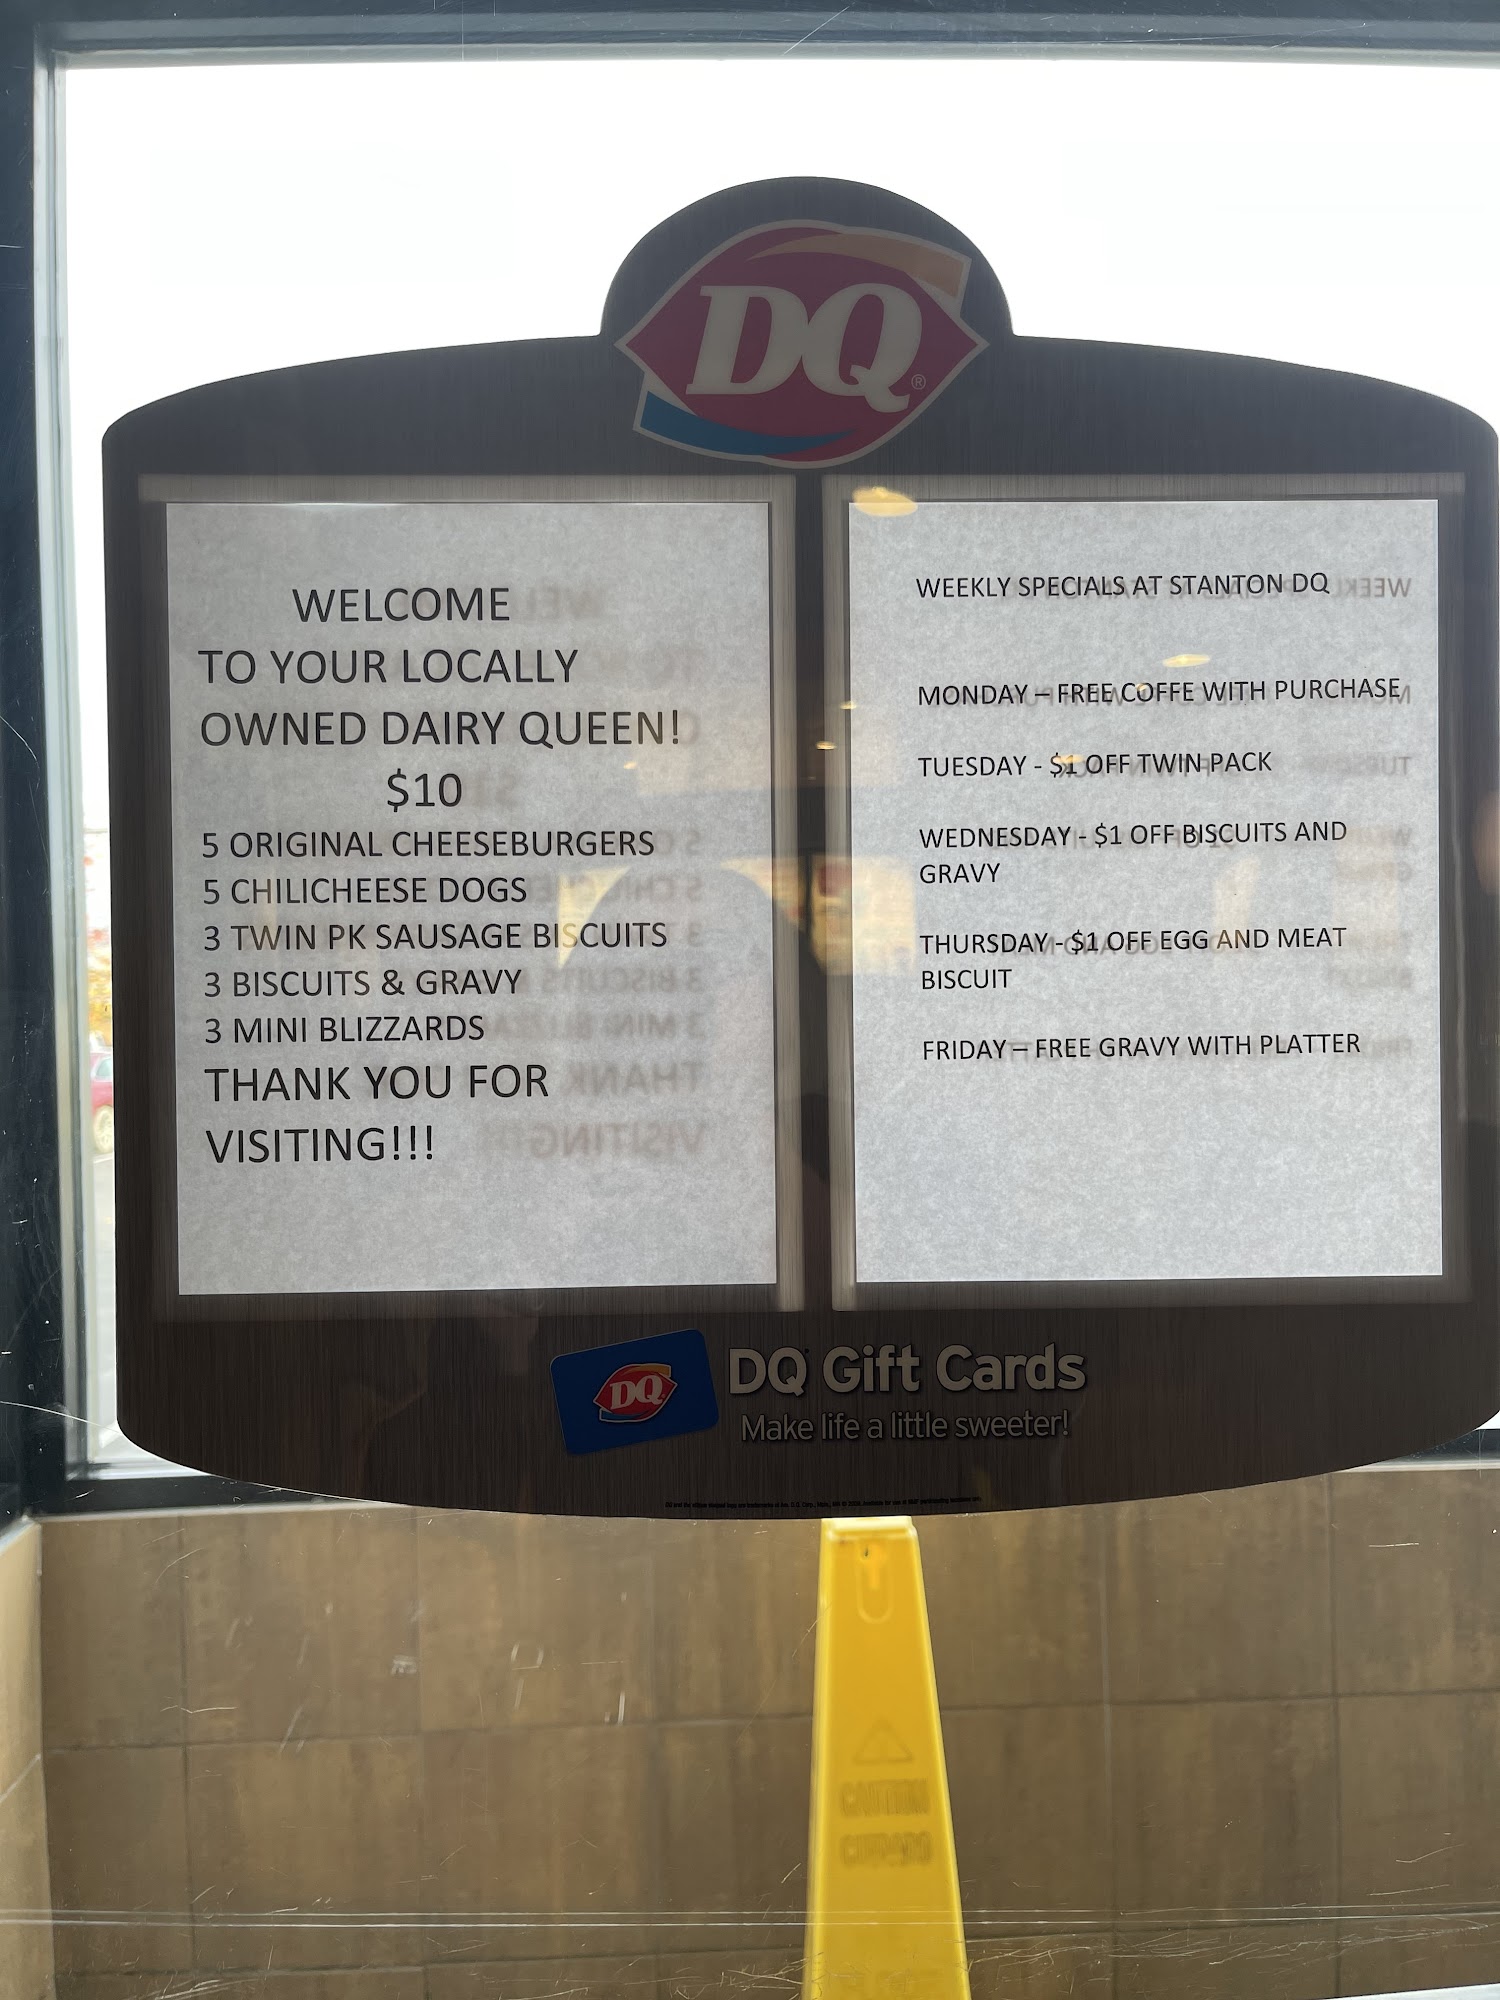 DQ®
WELCOME
TO YOUR LOCALLY
OWNED DAIRY QUEEN!
$10
5 ORIGINAL CHEESEBURGERS
5 CHILICHEESE DOGS
3 TWIN PK SAUSAGE BISCUITS
3 BISCUITS & GRAVY
3 MINI BLIZZARDS
THANK YOU FOR
VISITING!!!
WEEKLY SPECIALS AT STANTON DQ
MONDAY – FREE COFFE WITH PURCHASE
TUESDAY - $1 OFF TWIN PACK
WEDNESDAY - $1 OFF BISCUITS AND
GRAVY
THURSDAY - $1 OFF EGG AND MEAT
BISCUIT
FRIDAY – FREE GRAVY WITH PLATTER
DQ
DQ Gift Cards
Make life a little sweeter!
CAUTION
CUIDADO